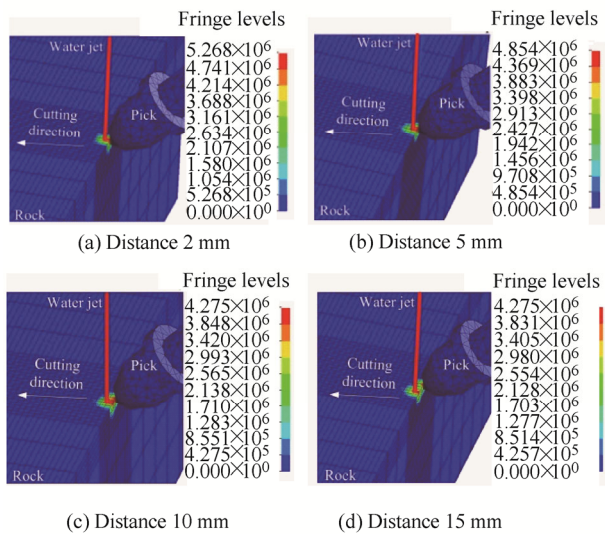 Fringe levels
Water jet
Cutting
direction
Pick
Rock
5.268×10⁶
4.741×10⁶
4.214×10⁶
3.688×10⁶
3.161×10⁶
2.634×10⁶
2.107×10⁶
1.580×10⁶
1.054×10⁶
5.268×10⁵
0.000×10⁰
(a) Distance 2 mm
Fringe levels
Water jet
Cutting
direction
Pick
Rock
4.854×10⁶
4.369×10⁶
3.883×10⁶
3.398×10⁶
2.913×10⁶
2.427×10⁶
1.942×10⁶
1.456×10⁶
9.708×10⁵
4.854×10⁵
0.000×10⁰
(b) Distance 5 mm
Fringe levels
Water jet
Cutting
direction
Pick
Rock
4.275×10⁶
3.848×10⁶
3.420×10⁶
2.993×10⁶
2.565×10⁶
2.138×10⁶
1.710×10⁶
1.283×10⁶
8.551×10⁵
4.275×10⁵
0.000×10⁰
(c) Distance 10 mm
Fringe levels
Water jet
Cutting
direction
Pick
Rock
4.275×10⁶
3.831×10⁶
3.405×10⁶
2.980×10⁶
2.554×10⁶
2.128×10⁶
1.703×10⁶
1.277×10⁶
8.514×10⁵
4.257×10⁵
0.000×10⁰
(d) Distance 15 mm